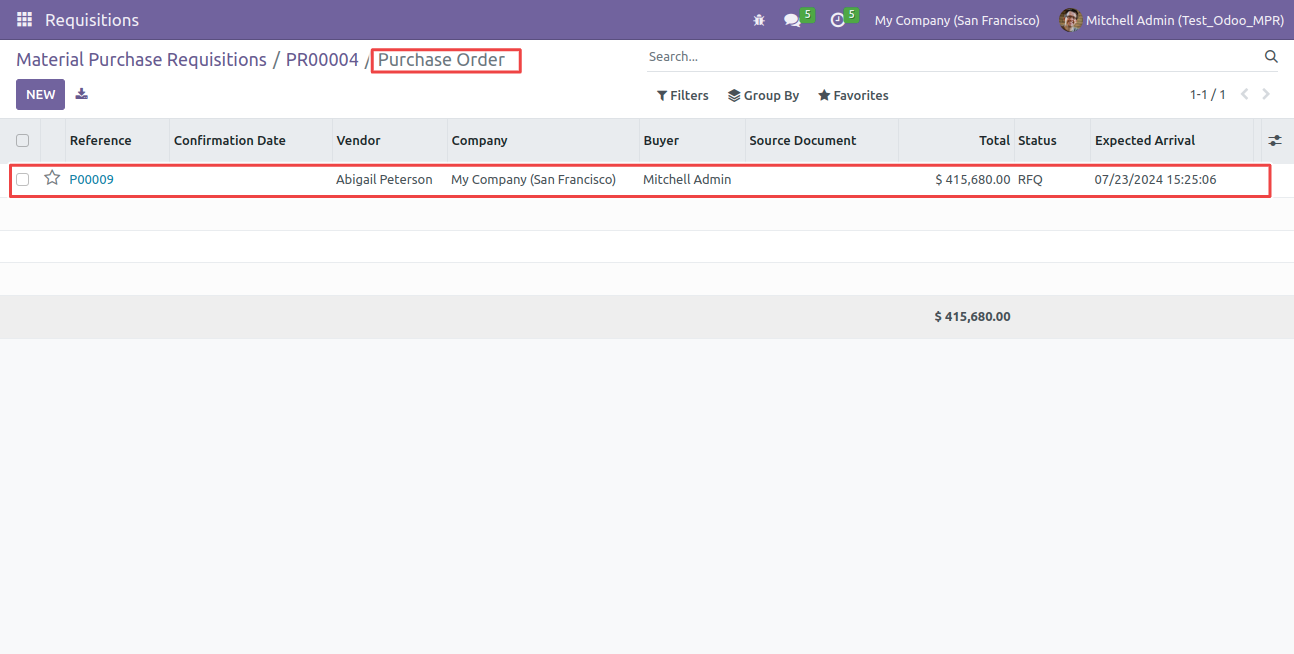 Requisitions 5 5 My Company (San Francisco) Mitchell Admin (Test_Odoo_MPR)
Material Purchase Requisitions / PR00004 / Purchase Order Search...
NEW Filters Group By Favorites 1-1 / 1
Reference Confirmation Date Vendor Company Buyer Source Document Total Status Expected Arrival
P00009 Abigail Peterson My Company (San Francisco) Mitchell Admin $ 415,680.00 RFQ 07/23/2024 15:25:06
$ 415,680.00